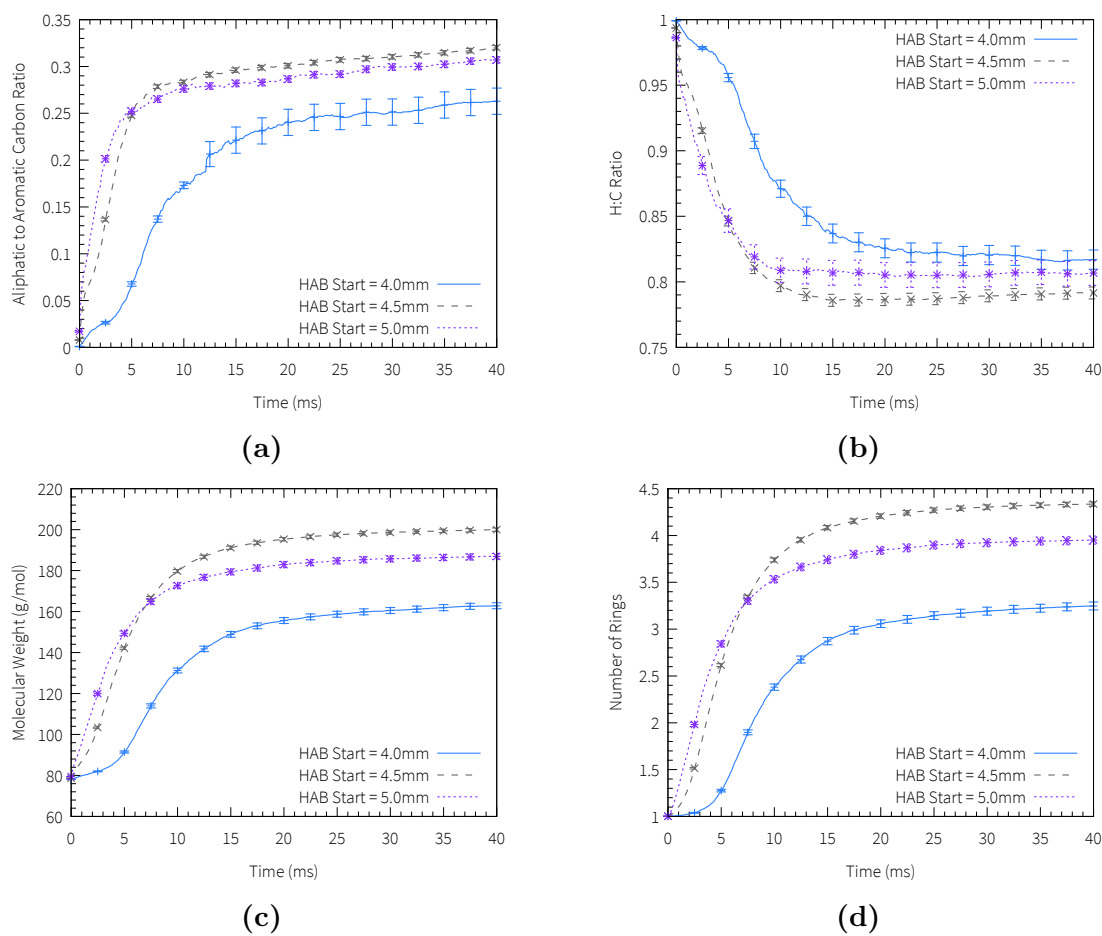 0.35
0.3
0.25
0.2
0.15
0.1
0.05
0
0 5 10 15 20 25 30 35 40
Aliphatic to Aromatic Carbon Ratio
Time (ms)
HAB Start = 4.0mm
HAB Start = 4.5mm
HAB Start = 5.0mm
(a)
1
0.95
0.9
0.85
0.8
0.75
0 5 10 15 20 25 30 35 40
H:C Ratio
Time (ms)
HAB Start = 4.0mm
HAB Start = 4.5mm
HAB Start = 5.0mm
(b)
220
200
180
160
140
120
100
80
60
0 5 10 15 20 25 30 35 40
Molecular Weight (g/mol)
Time (ms)
HAB Start = 4.0mm
HAB Start = 4.5mm
HAB Start = 5.0mm
(c)
4.5
4
3.5
3
2.5
2
1.5
1
0 5 10 15 20 25 30 35 40
Number of Rings
Time (ms)
HAB Start = 4.0mm
HAB Start = 4.5mm
HAB Start = 5.0mm
(d)